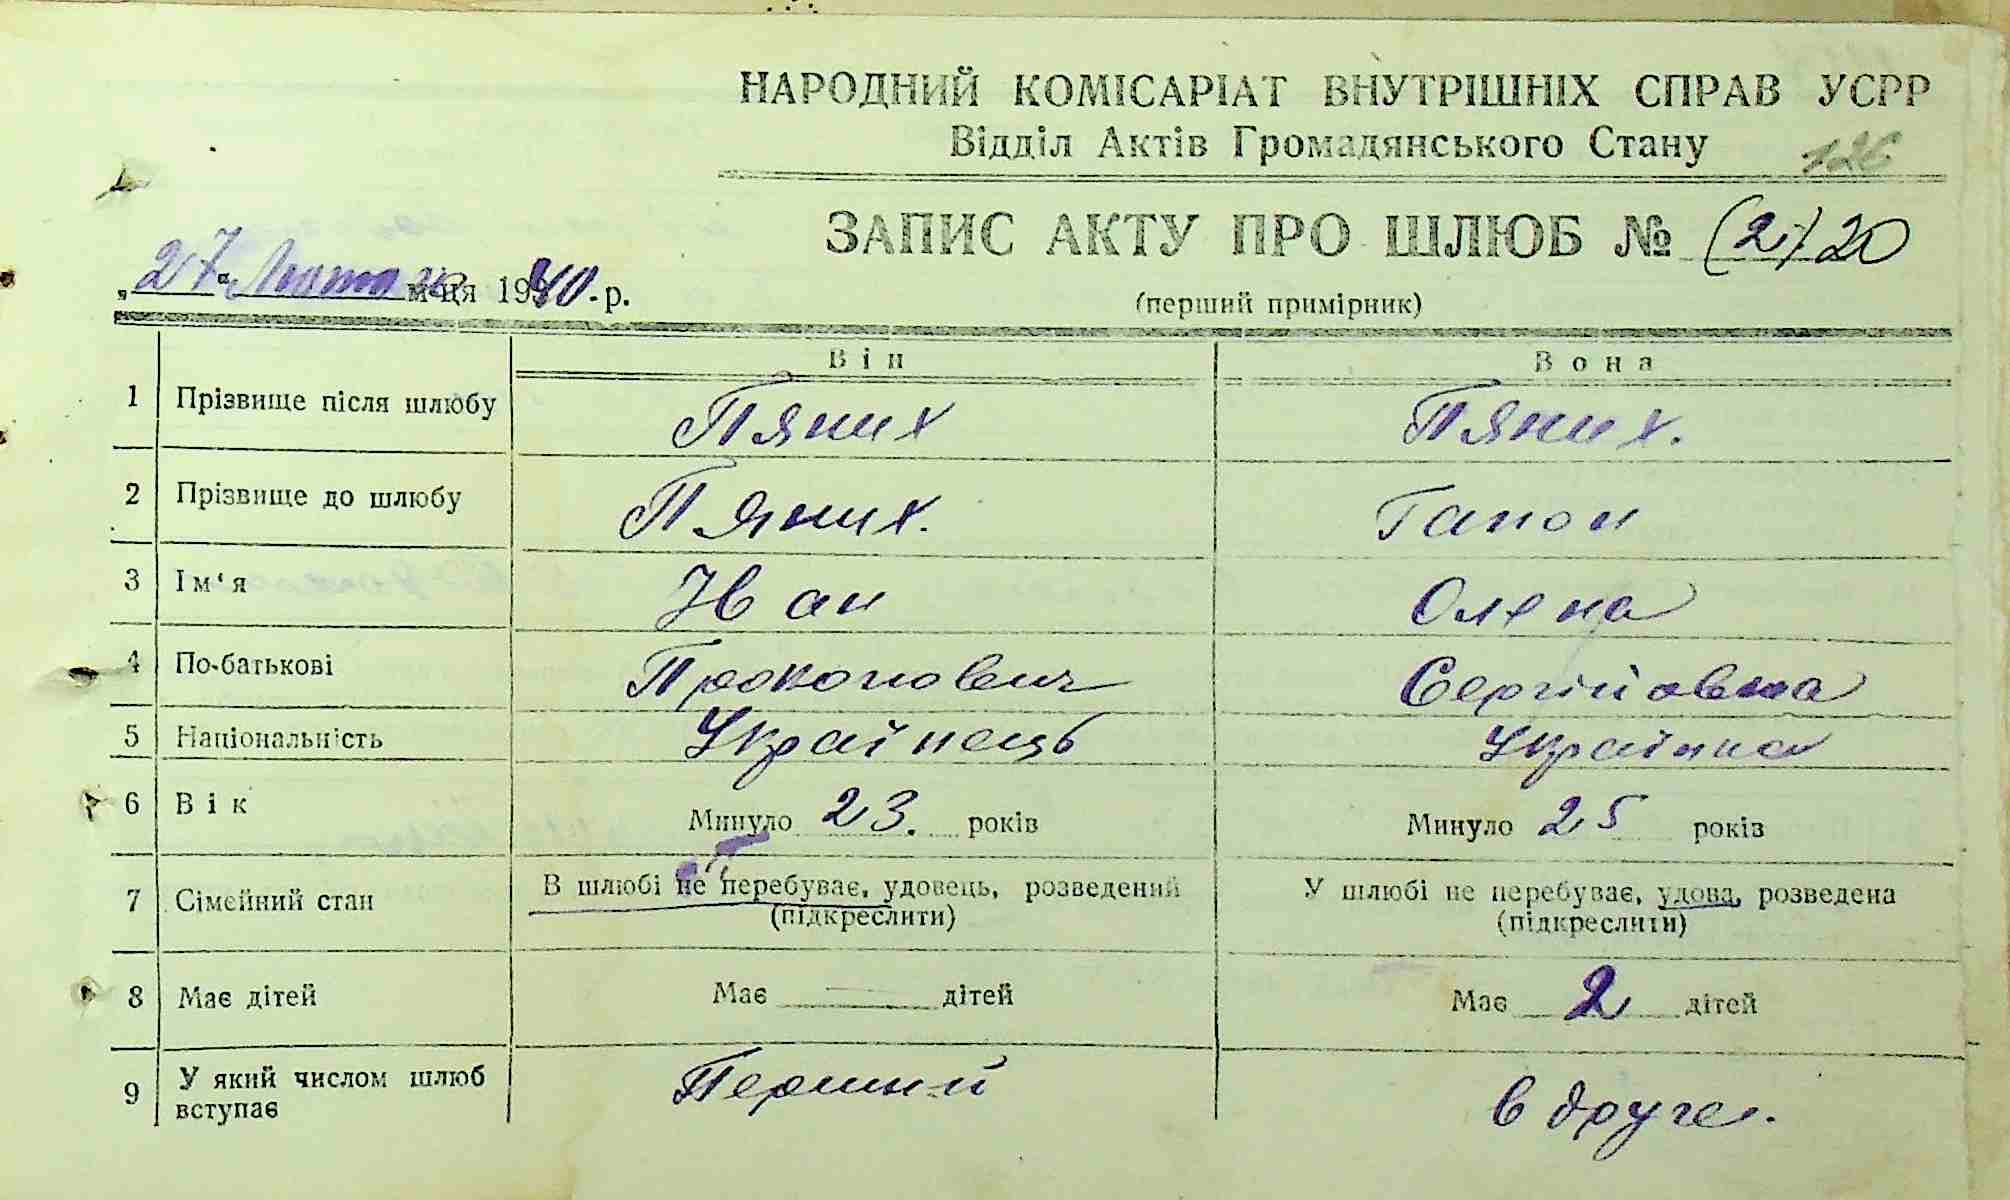 НАРОДНИЙ КОМІСАРІАТ ВНУТРІШНІХ СПРАВ УСРР
Відділ Актів Громадянського Стану 126
ЗАПИС АКТУ ПРО ШЛЮБ № (2) 20
„27“ Лютого м-ця 1940 р.
(перший примірник)
Він Вона
1 Прізвище після шлюбу Пяних Пяних.
2 Прізвище до шлюбу Пяних. Гапон
3 Ім‘я Іван Олена
4 По-батькові Прокопович Сергіївна
5 Національність Українець Українка
6 Вік Минуло 23. років Минуло 25 років
7 Сімейний стан В шлюбі не перебуває, удовець, розведений У шлюбі не перебуває, удова, розведена
(підкреслити) (підкреслити)
8 Має дітей Має — дітей Має 2 дітей
9 У який числом шлюб вступає Перший в друге.